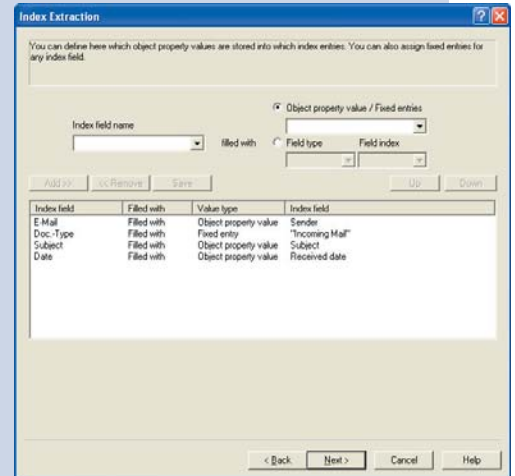 Index Extraction
You can define here which object property values are stored into which index entries. You can also assign fixed entries for
any index field.
Object property value / Fixed entries
Index field name
filled with
Field type Field index
Add >> << Remove Save Up Down
Index field Filled with Value type Index field
E-Mail Filled with Object property value Sender
Doc.-Type Filled with Fixed entry "Incoming Mail"
Subject Filled with Object property value Subject
Date Filled with Object property value Received date
< Back Next > Cancel Help